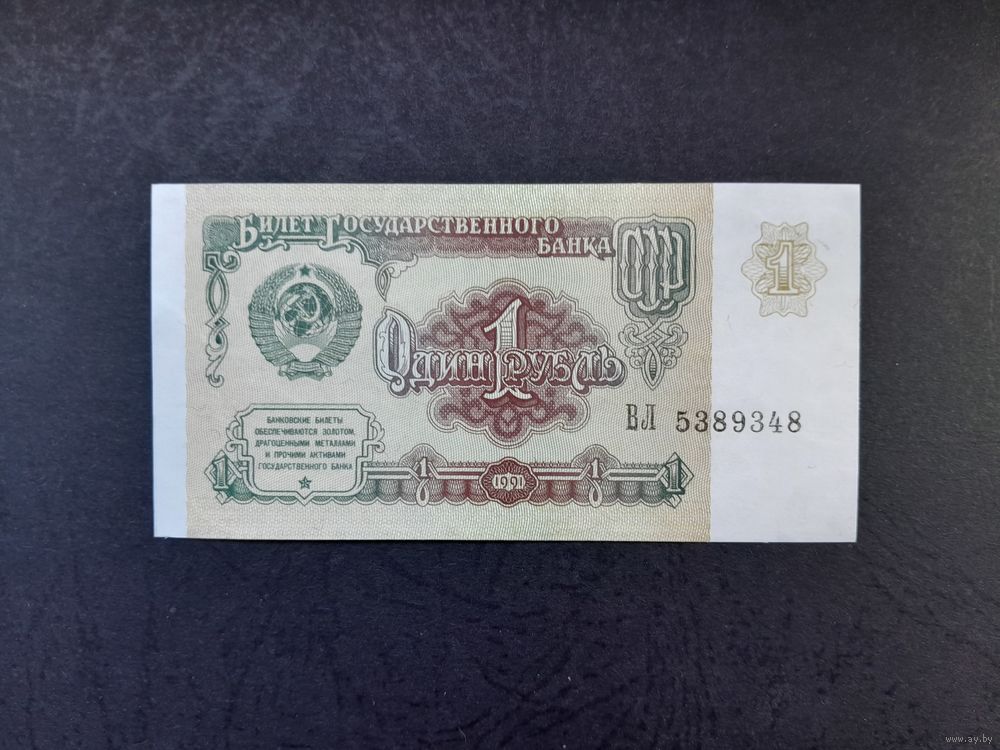 Билет Государственного
Банка СССР
1
Один 1 рубль
ВЛ 5389348
БАНКОВСКИЕ БИЛЕТЫ
ОБЕСПЕЧИВАЮТСЯ ЗОЛОТОМ,
ДРАГОЦЕННЫМИ МЕТАЛЛАМИ
И ПРОЧИМИ АКТИВАМИ
ГОСУДАРСТВЕННОГО БАНКА
1 1 1991 1 1
www.ay.by